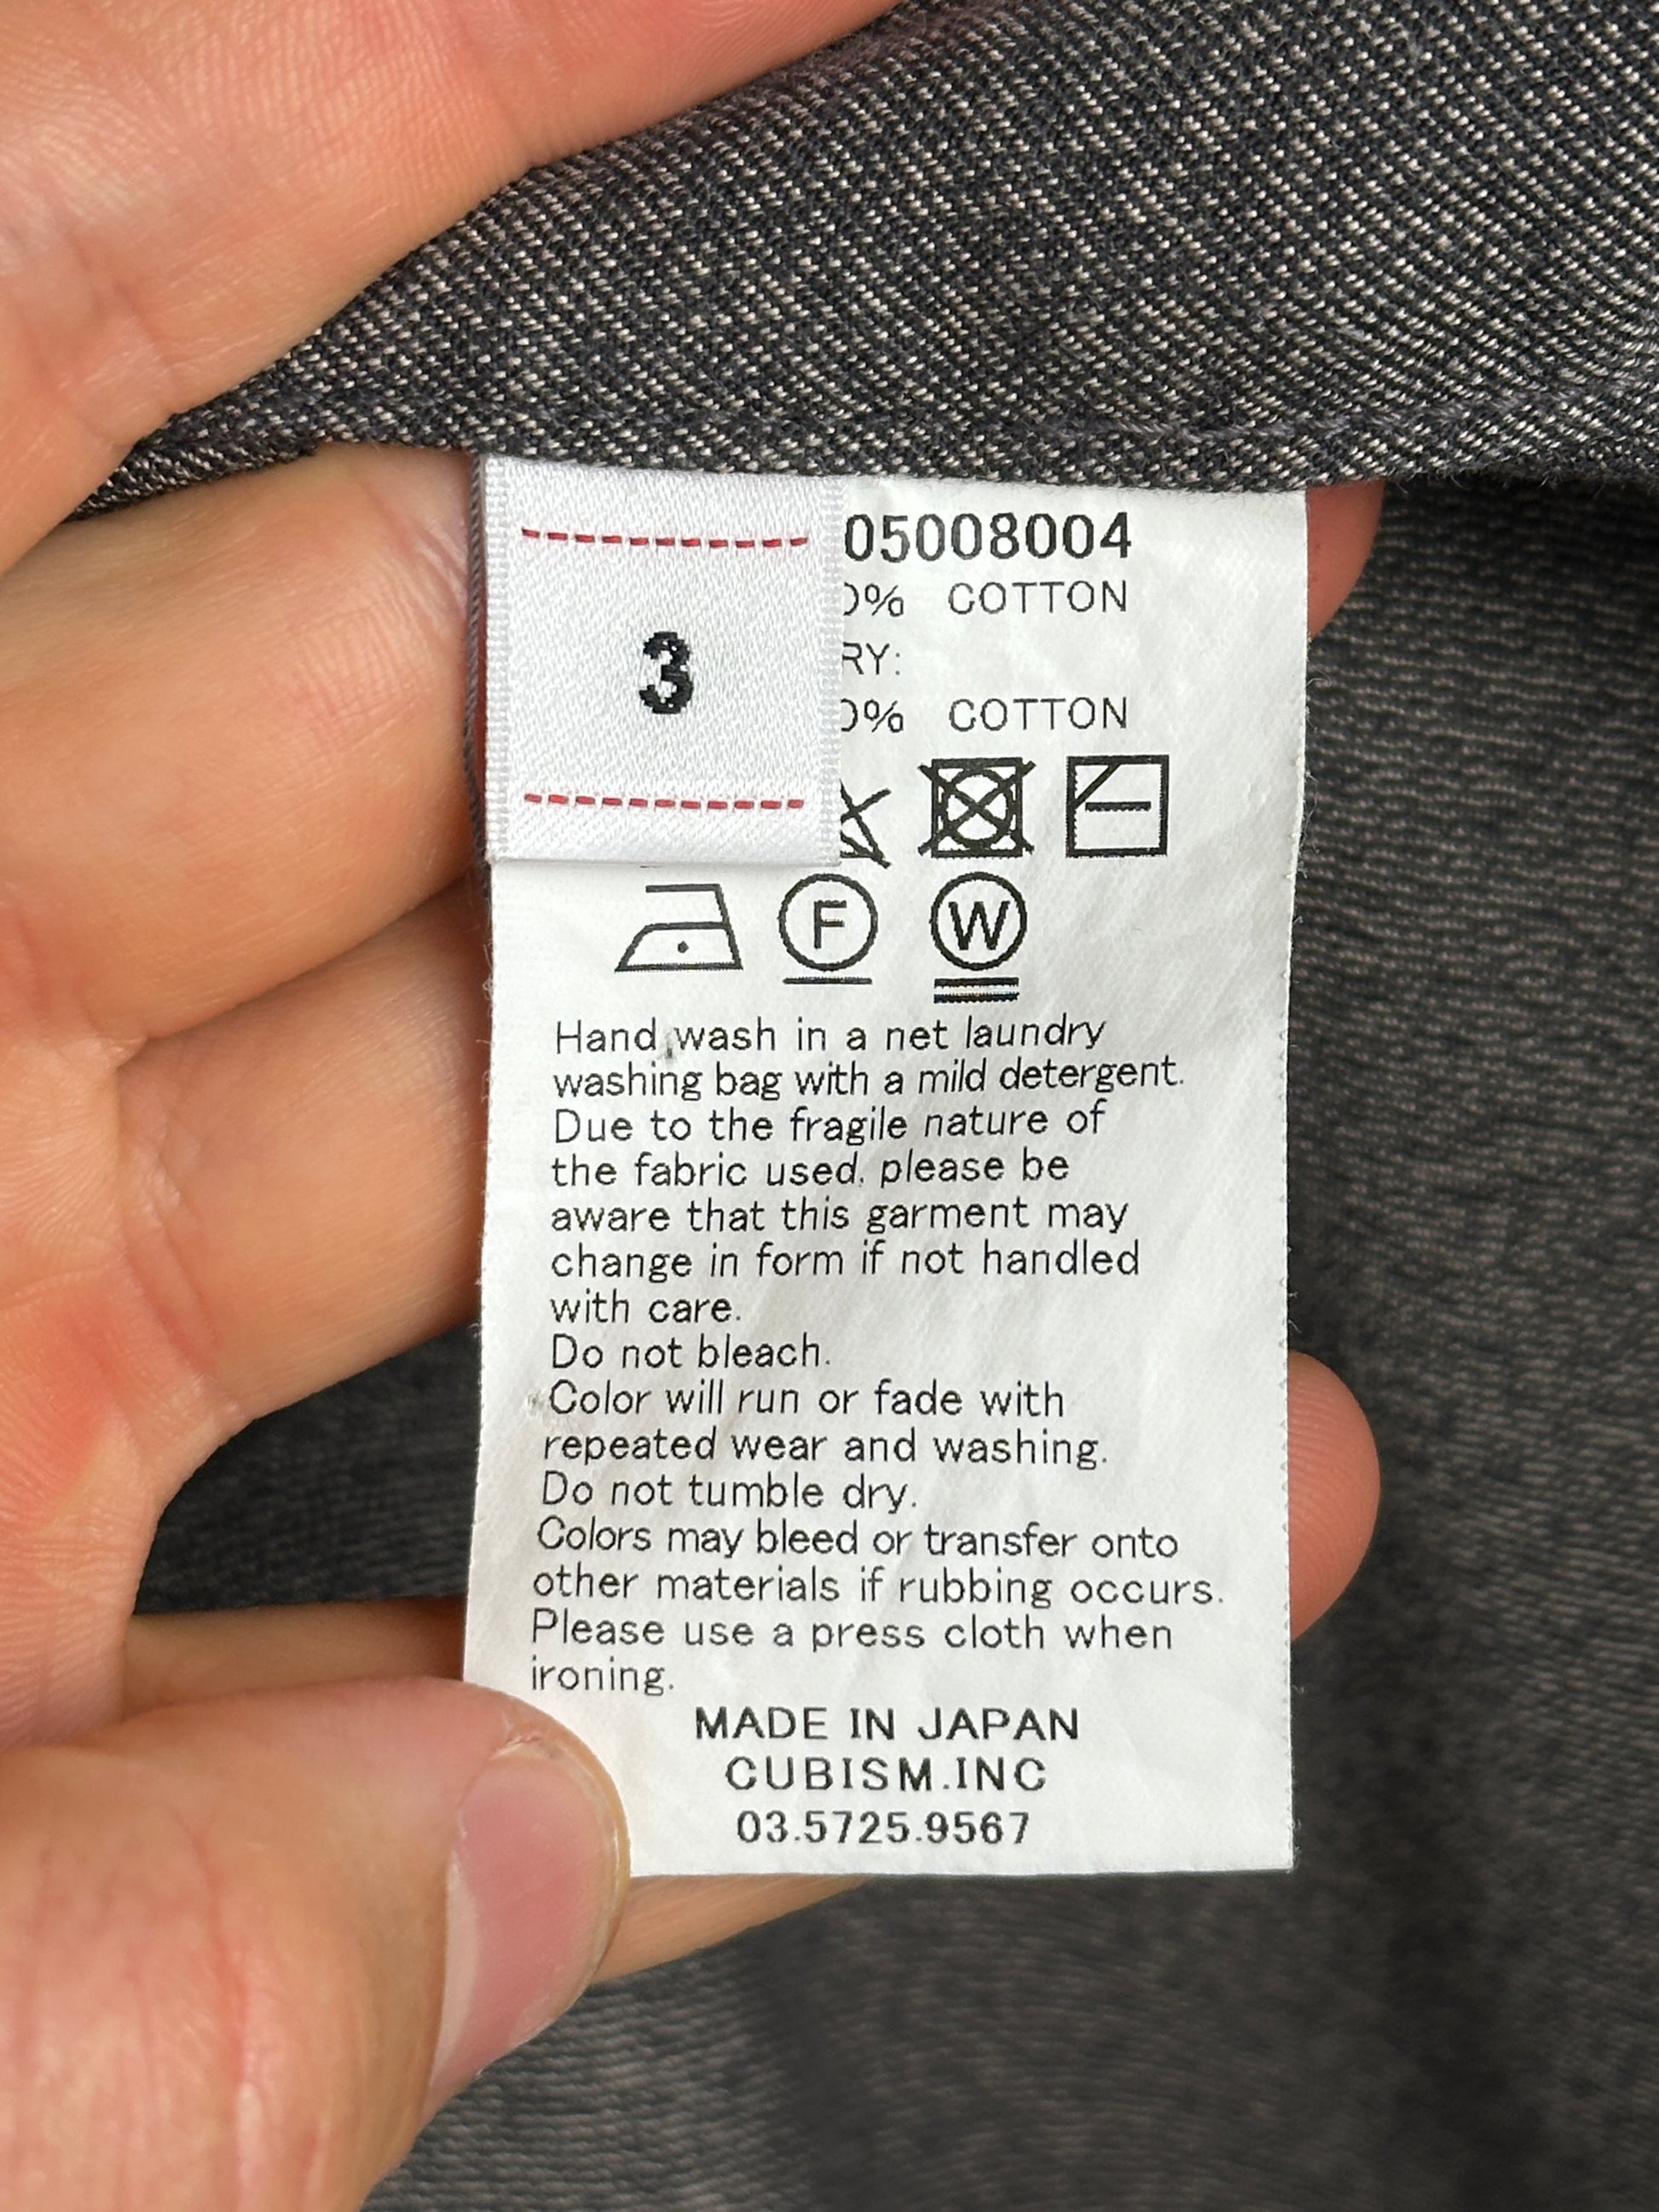 3
05008004
0% COTTON
RY:
0% COTTON
F W
Hand wash in a net laundry
washing bag with a mild detergent.
Due to the fragile nature of
the fabric used, please be
aware that this garment may
change in form if not handled
with care.
Do not bleach.
Color will run or fade with
repeated wear and washing.
Do not tumble dry.
Colors may bleed or transfer onto
other materials if rubbing occurs.
Please use a press cloth when
ironing.
MADE IN JAPAN
CUBISM.INC
03.5725.9567